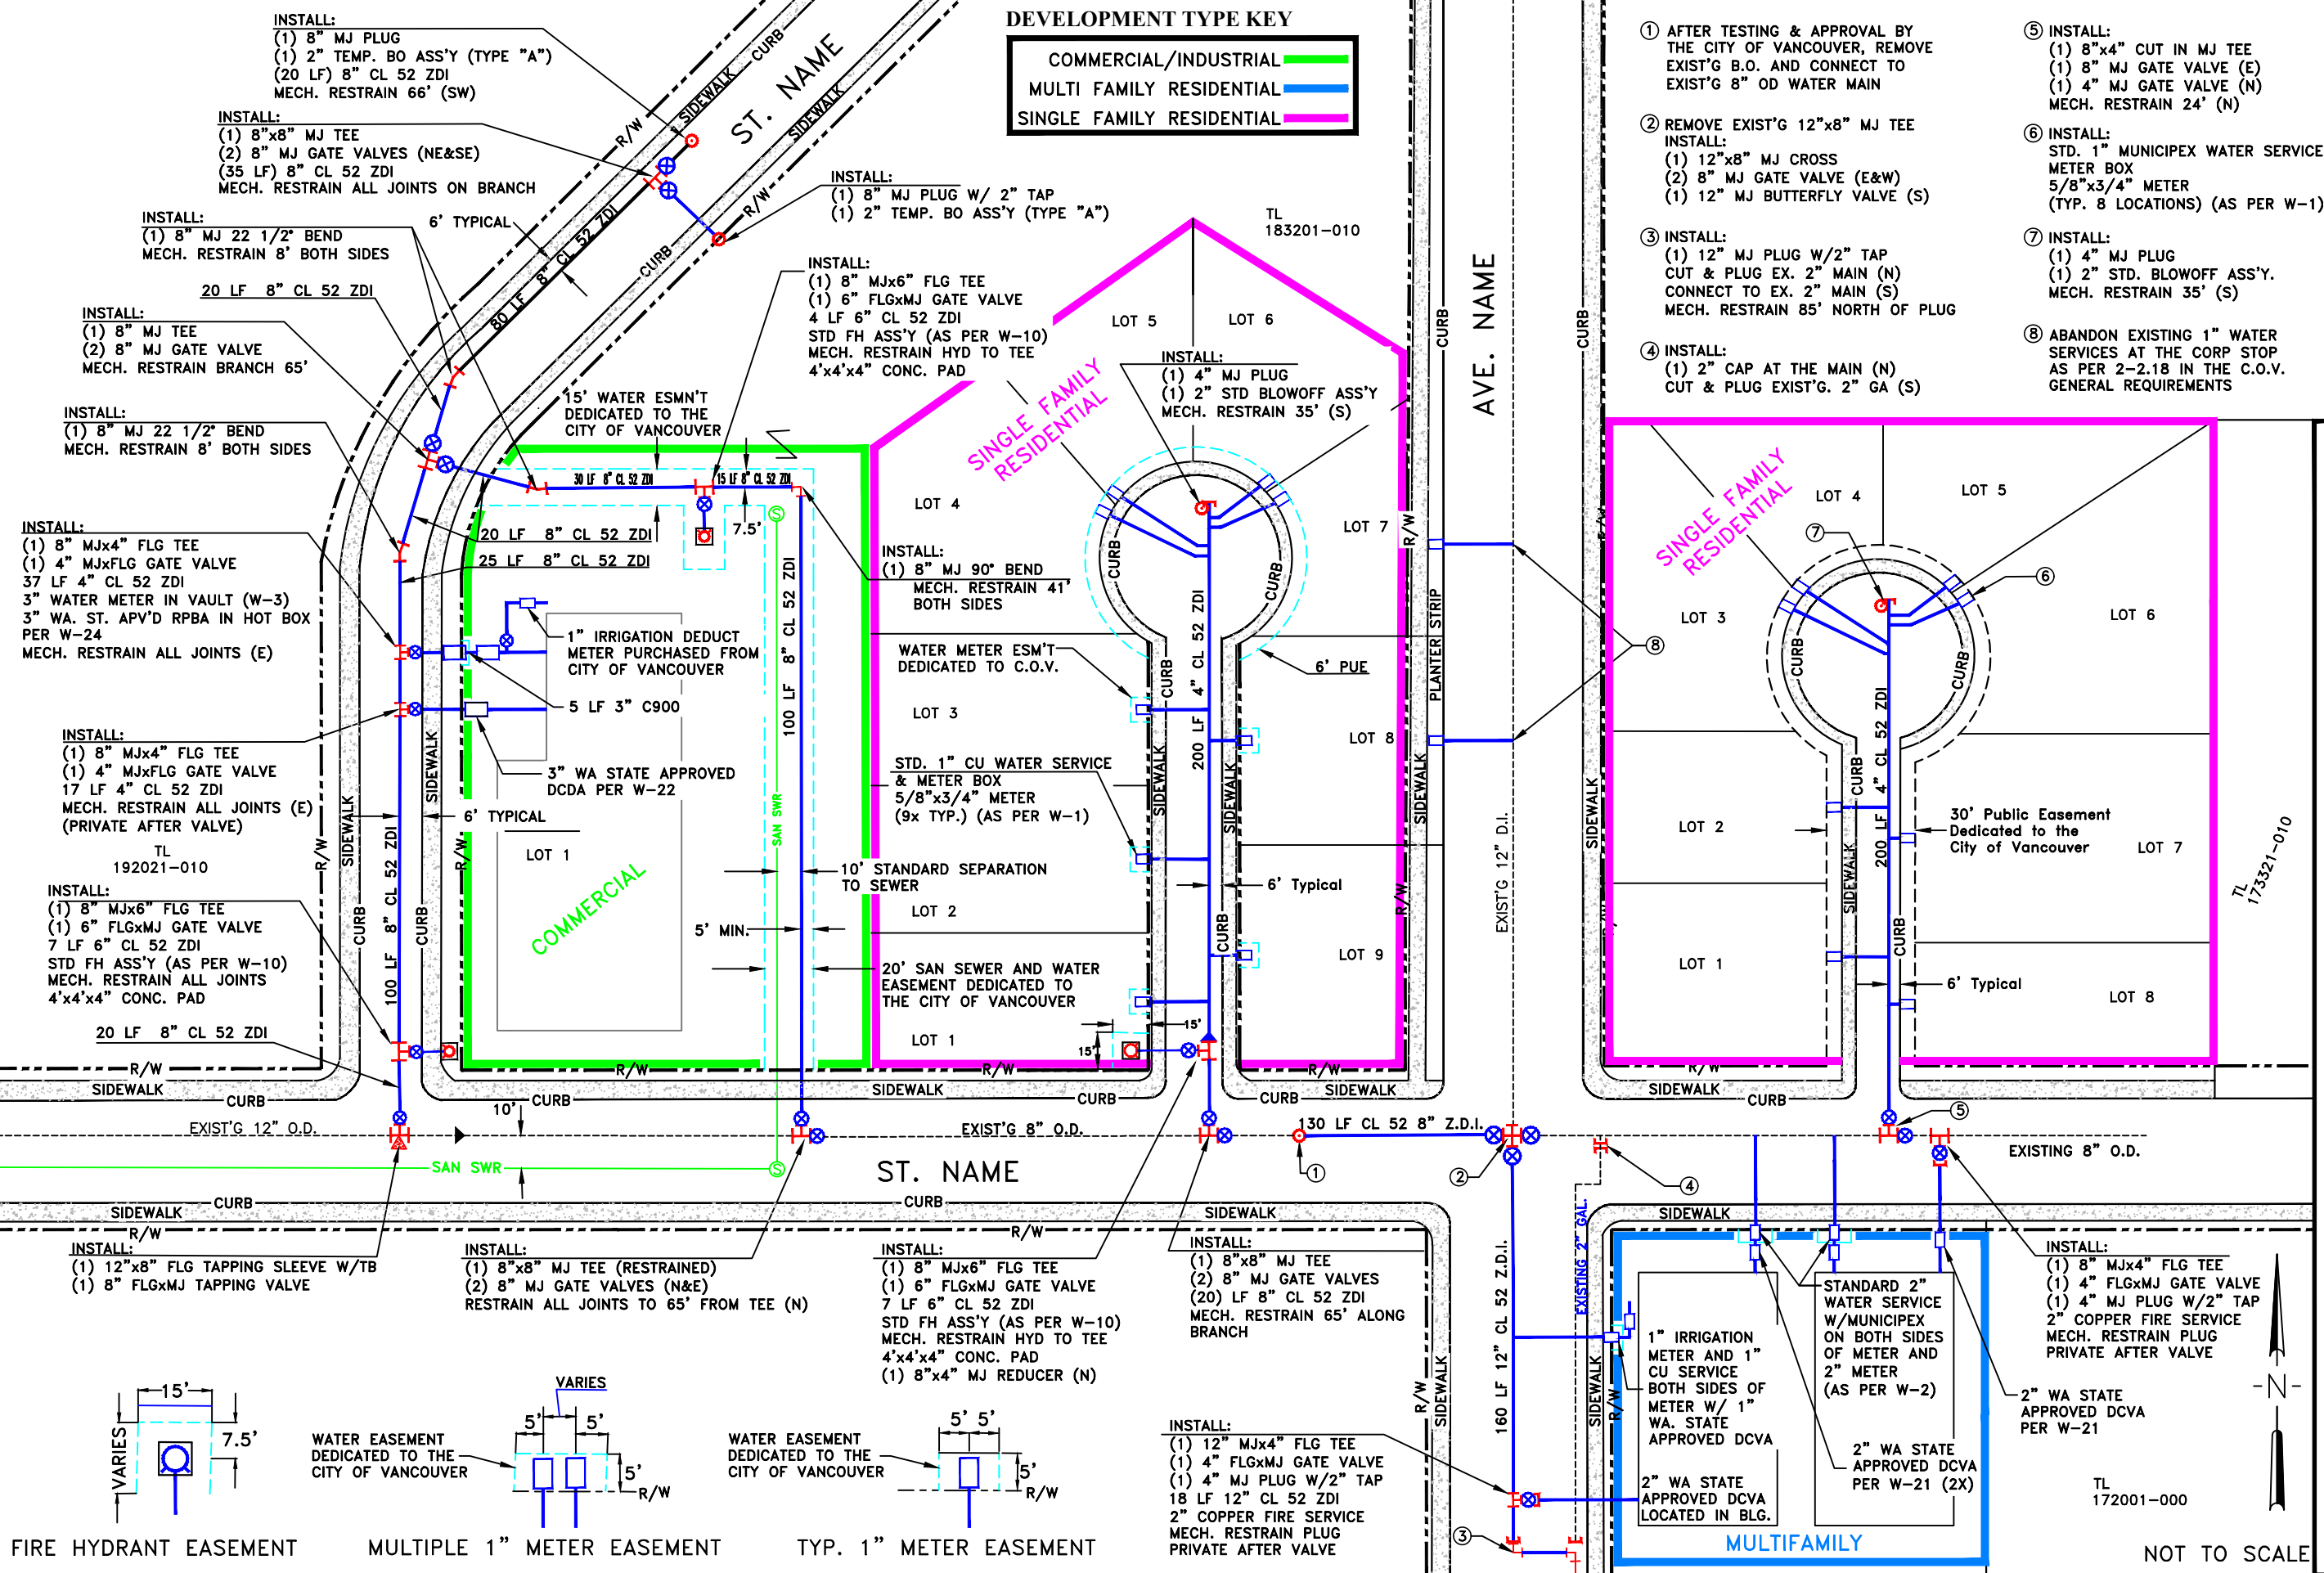 INSTALL:
(1) 8" MJ PLUG
(1) 2" TEMP. BO ASS'Y (TYPE "A")
(20 LF) 8" CL 52 ZDI
MECH. RESTRAIN 66' (SW)
INSTALL:
(1) 8"x8" MJ TEE
(2) 8" MJ GATE VALVES (NE&SE)
(35 LF) 8" CL 52 ZDI
MECH. RESTRAIN ALL JOINTS ON BRANCH
INSTALL:
(1) 8" MJ 22 1/2° BEND
MECH. RESTRAIN 8' BOTH SIDES
6' TYPICAL
20 LF 8" CL 52 ZDI
INSTALL:
(1) 8" MJ TEE
(2) 8" MJ GATE VALVE
MECH. RESTRAIN BRANCH 65'
INSTALL:
(1) 8" MJ 22 1/2° BEND
MECH. RESTRAIN 8' BOTH SIDES
INSTALL:
(1) 8" MJx4" FLG TEE
(1) 4" MJxFLG GATE VALVE
37 LF 4" CL 52 ZDI
3" WATER METER IN VAULT (W-3)
3" WA. ST. APV'D RPBA IN HOT BOX
PER W-24
MECH. RESTRAIN ALL JOINTS (E)
INSTALL:
(1) 8" MJx4" FLG TEE
(1) 4" MJxFLG GATE VALVE
17 LF 4" CL 52 ZDI
MECH. RESTRAIN ALL JOINTS (E)
(PRIVATE AFTER VALVE)
TL
192021-010
INSTALL:
(1) 8" MJx6" FLG TEE
(1) 6" FLGxMJ GATE VALVE
7 LF 6" CL 52 ZDI
STD FH ASS'Y (AS PER W-10)
MECH. RESTRAIN ALL JOINTS
4'x4'x4" CONC. PAD
20 LF 8" CL 52 ZDI
R/W
SIDEWALK
CURB
R/W
SIDEWALK
CURB
ST. NAME
SIDEWALK
CURB
R/W
80 LF 8" CL 52 ZDI
DEVELOPMENT TYPE KEY
COMMERCIAL/INDUSTRIAL
MULTI FAMILY RESIDENTIAL
SINGLE FAMILY RESIDENTIAL
INSTALL:
(1) 8" MJ PLUG W/ 2" TAP
(1) 2" TEMP. BO ASS'Y (TYPE "A")
INSTALL:
(1) 8" MJx6" FLG TEE
(1) 6" FLGxMJ GATE VALVE
4 LF 6" CL 52 ZDI
STD FH ASS'Y (AS PER W-10)
MECH. RESTRAIN HYD TO TEE
4'x4'x4" CONC. PAD
TL
183201-010
15' WATER ESMN'T
DEDICATED TO THE
CITY OF VANCOUVER
30 LF 8" CL 52 ZDI
15 LF 8" CL 52 ZDI
7.5'
20 LF 8" CL 52 ZDI
25 LF 8" CL 52 ZDI
INSTALL:
(1) 8" MJ 90° BEND
MECH. RESTRAIN 41'
BOTH SIDES
1" IRRIGATION DEDUCT
METER PURCHASED FROM
CITY OF VANCOUVER
5 LF 3" C900
3" WA STATE APPROVED
DCDA PER W-22
6' TYPICAL
LOT 1
COMMERCIAL
100 LF 8" CL 52 ZDI
SAN SWR
100 LF 8" CL 52 ZDI
SIDEWALK
SIDEWALK
R/W
R/W
CURB
CURB
10' STANDARD SEPARATION
TO SEWER
5' MIN.
20' SAN SEWER AND WATER
EASEMENT DEDICATED TO
THE CITY OF VANCOUVER
SINGLE FAMILY
RESIDENTIAL
INSTALL:
(1) 4" MJ PLUG
(1) 2" STD BLOWOFF ASS'Y
MECH. RESTRAIN 35' (S)
LOT 5
LOT 6
LOT 4
LOT 7
WATER METER ESM'T
DEDICATED TO C.O.V.
6' PUE
LOT 3
LOT 8
STD. 1" CU WATER SERVICE
& METER BOX
5/8"x3/4" METER
(9x TYP.) (AS PER W-1)
6' Typical
LOT 2
LOT 9
LOT 1
15'
15'
CURB
CURB
CURB
CURB
SIDEWALK
SIDEWALK
200 LF 4" CL 52 ZDI
R/W
R/W
SIDEWALK
PLANTER STRIP
CURB
AVE. NAME
CURB
EXIST'G 12" D.I.
SIDEWALK
R/W
① AFTER TESTING & APPROVAL BY
THE CITY OF VANCOUVER, REMOVE
EXIST'G B.O. AND CONNECT TO
EXIST'G 8" OD WATER MAIN
② REMOVE EXIST'G 12"x8" MJ TEE
INSTALL:
(1) 12"x8" MJ CROSS
(2) 8" MJ GATE VALVE (E&W)
(1) 12" MJ BUTTERFLY VALVE (S)
③ INSTALL:
(1) 12" MJ PLUG W/2" TAP
CUT & PLUG EX. 2" MAIN (N)
CONNECT TO EX. 2" MAIN (S)
MECH. RESTRAIN 85' NORTH OF PLUG
④ INSTALL:
(1) 2" CAP AT THE MAIN (N)
CUT & PLUG EXIST'G. 2" GA (S)
⑤ INSTALL:
(1) 8"x4" CUT IN MJ TEE
(1) 8" MJ GATE VALVE (E)
(1) 4" MJ GATE VALVE (N)
MECH. RESTRAIN 24' (N)
⑥ INSTALL:
STD. 1" MUNICIPEX WATER SERVICE
METER BOX
5/8"x3/4" METER
(TYP. 8 LOCATIONS) (AS PER W-1)
⑦ INSTALL:
(1) 4" MJ PLUG
(1) 2" STD. BLOWOFF ASS'Y.
MECH. RESTRAIN 35' (S)
⑧ ABANDON EXISTING 1" WATER
SERVICES AT THE CORP STOP
AS PER 2-2.18 IN THE C.O.V.
GENERAL REQUIREMENTS
SINGLE FAMILY
RESIDENTIAL
LOT 4
LOT 5
⑦
⑥
LOT 3
LOT 6
⑧
CURB
CURB
30' Public Easement
Dedicated to the
City of Vancouver
LOT 2
LOT 7
200 LF 4" CL 52 ZDI
CURB
SIDEWALK
CURB
LOT 1
6' Typical
LOT 8
TL
173321-010
R/W
R/W
R/W
R/W
R/W
SIDEWALK
SIDEWALK
SIDEWALK
SIDEWALK
CURB
CURB
CURB
CURB
CURB
10'
⑤
EXIST'G 12" O.D.
EXIST'G 8" O.D.
130 LF CL 52 8" Z.D.I.
EXISTING 8" O.D.
SAN SWR
ST. NAME
①
②
④
CURB
CURB
SIDEWALK
SIDEWALK
SIDEWALK
R/W
R/W
INSTALL:
(1) 12"x8" FLG TAPPING SLEEVE W/TB
(1) 8" FLGxMJ TAPPING VALVE
INSTALL:
(1) 8"x8" MJ TEE (RESTRAINED)
(2) 8" MJ GATE VALVES (N&E)
RESTRAIN ALL JOINTS TO 65' FROM TEE (N)
INSTALL:
(1) 8" MJx6" FLG TEE
(1) 6" FLGxMJ GATE VALVE
7 LF 6" CL 52 ZDI
STD FH ASS'Y (AS PER W-10)
MECH. RESTRAIN HYD TO TEE
4'x4'x4" CONC. PAD
(1) 8"x4" MJ REDUCER (N)
INSTALL:
(1) 8"x8" MJ TEE
(2) 8" MJ GATE VALVES
(20) LF 8" CL 52 ZDI
MECH. RESTRAIN 65' ALONG
BRANCH
INSTALL:
(1) 12" MJx4" FLG TEE
(1) 4" FLGxMJ GATE VALVE
(1) 4" MJ PLUG W/2" TAP
18 LF 12" CL 52 ZDI
2" COPPER FIRE SERVICE
MECH. RESTRAIN PLUG
PRIVATE AFTER VALVE
R/W
SIDEWALK
160 LF 12" CL 52 Z.D.I.
EXISTING 2" GAL.
SIDEWALK
R/W
③
1" IRRIGATION
METER AND 1"
CU SERVICE
BOTH SIDES OF
METER W/ 1"
WA. STATE
APPROVED DCVA
2" WA STATE
APPROVED DCVA
LOCATED IN BLG.
STANDARD 2"
WATER SERVICE
W/MUNICIPEX
ON BOTH SIDES
OF METER AND
2" METER
(AS PER W-2)
2" WA STATE
APPROVED DCVA
PER W-21 (2X)
MULTIFAMILY
INSTALL:
(1) 8" MJx4" FLG TEE
(1) 4" FLGxMJ GATE VALVE
(1) 4" MJ PLUG W/2" TAP
2" COPPER FIRE SERVICE
MECH. RESTRAIN PLUG
PRIVATE AFTER VALVE
2" WA STATE
APPROVED DCVA
PER W-21
TL
172001-000
-N-
NOT TO SCALE
15'
VARIES
7.5'
FIRE HYDRANT EASEMENT
VARIES
5'
5'
WATER EASEMENT
DEDICATED TO THE
CITY OF VANCOUVER
5'
R/W
MULTIPLE 1" METER EASEMENT
5' 5'
WATER EASEMENT
DEDICATED TO THE
CITY OF VANCOUVER
5'
R/W
TYP. 1" METER EASEMENT